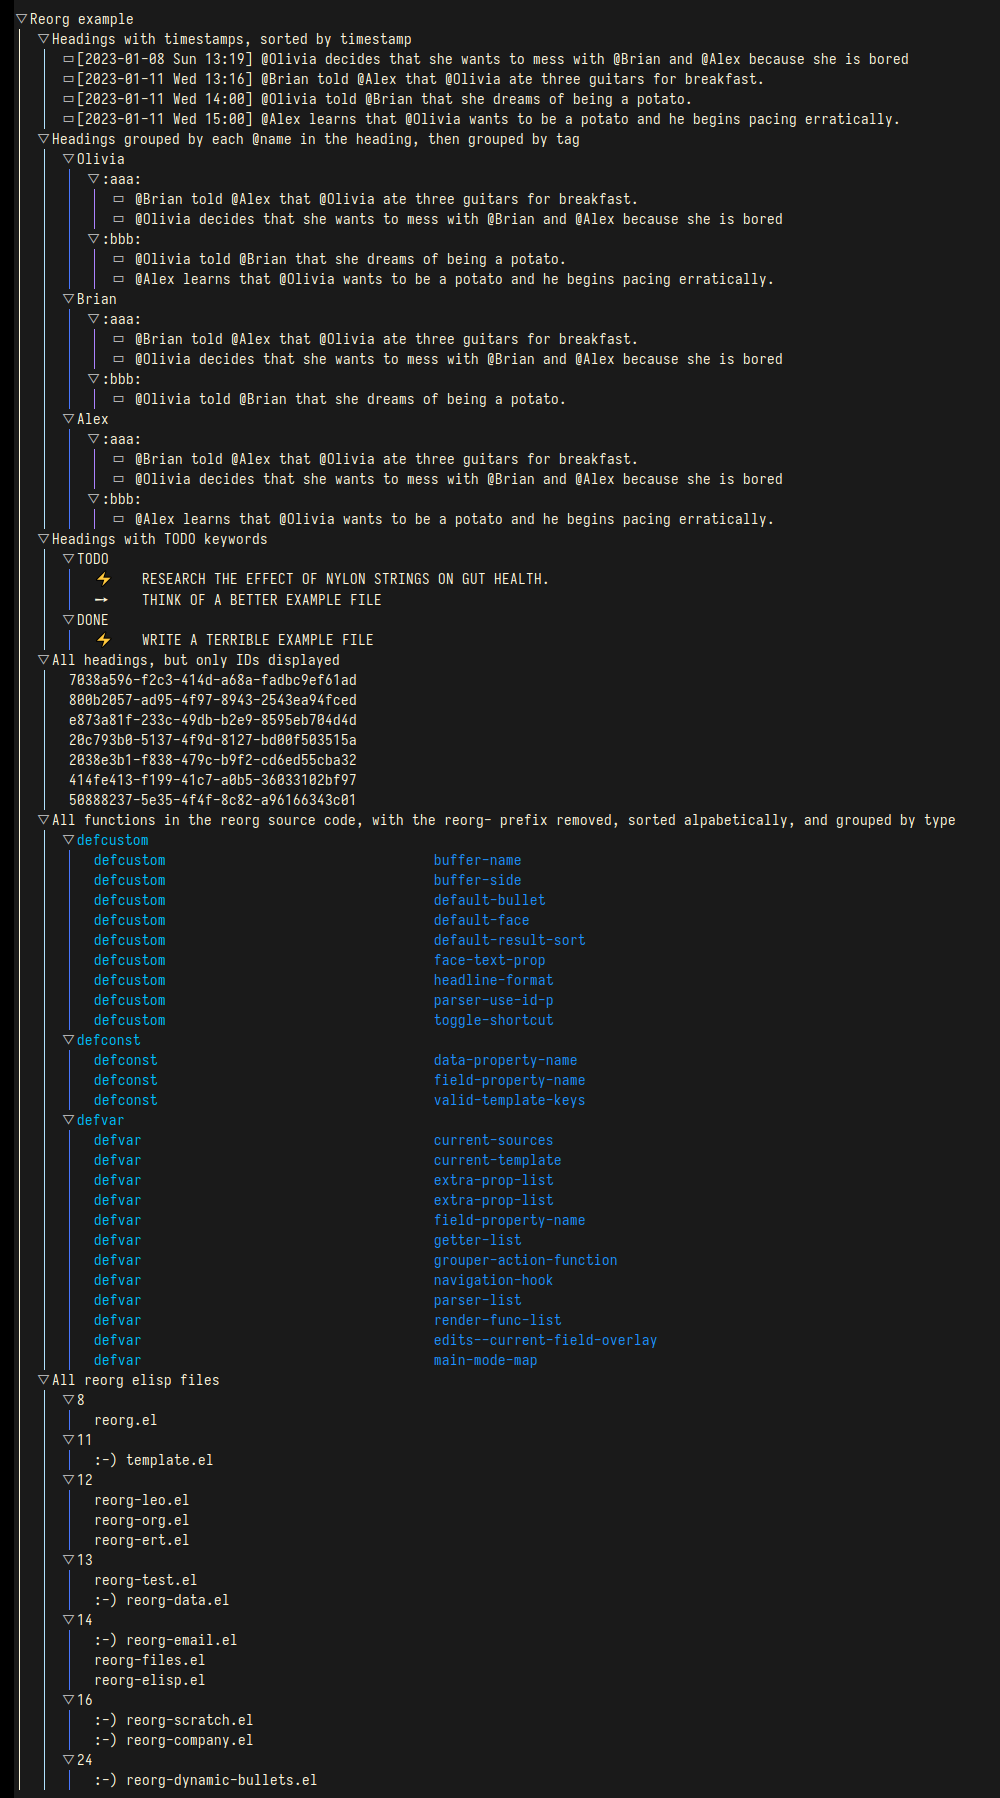 Reorg example
Headings with timestamps, sorted by timestamp
[2023-01-08 Sun 13:19] @Olivia decides that she wants to mess with @Brian and @Alex because she is bored
[2023-01-11 Wed 13:16] @Brian told @Alex that @Olivia ate three guitars for breakfast.
[2023-01-11 Wed 14:00] @Olivia told @Brian that she dreams of being a potato.
[2023-01-11 Wed 15:00] @Alex learns that @Olivia wants to be a potato and he begins pacing erratically.
Headings grouped by each @name in the heading, then grouped by tag
Olivia
:aaa:
@Brian told @Alex that @Olivia ate three guitars for breakfast.
@Olivia decides that she wants to mess with @Brian and @Alex because she is bored
:bbb:
@Olivia told @Brian that she dreams of being a potato.
@Alex learns that @Olivia wants to be a potato and he begins pacing erratically.
Brian
:aaa:
@Brian told @Alex that @Olivia ate three guitars for breakfast.
@Olivia decides that she wants to mess with @Brian and @Alex because she is bored
:bbb:
@Olivia told @Brian that she dreams of being a potato.
Alex
:aaa:
@Brian told @Alex that @Olivia ate three guitars for breakfast.
@Olivia decides that she wants to mess with @Brian and @Alex because she is bored
:bbb:
@Alex learns that @Olivia wants to be a potato and he begins pacing erratically.
Headings with TODO keywords
TODO
⚡ RESEARCH THE EFFECT OF NYLON STRINGS ON GUT HEALTH.
→ THINK OF A BETTER EXAMPLE FILE
DONE
⚡ WRITE A TERRIBLE EXAMPLE FILE
All headings, but only IDs displayed
7038a596-f2c3-414d-a68a-fadbc9ef61ad
800b2057-ad95-4f97-8943-2543ea94fced
e873a81f-233c-49db-b2e9-8595eb704d4d
20c793b0-5137-4f9d-8127-bd00f503515a
2038e3b1-f838-479c-b9f2-cd6ed55cba32
414fe413-f199-41c7-a0b5-36033102bf97
50888237-5e35-4f4f-8c82-a96166343c01
All functions in the reorg source code, with the reorg- prefix removed, sorted alpabetically, and grouped by type
defcustom
defcustom buffer-name
defcustom buffer-side
defcustom default-bullet
defcustom default-face
defcustom default-result-sort
defcustom face-text-prop
defcustom headline-format
defcustom parser-use-id-p
defcustom toggle-shortcut
defconst
defconst data-property-name
defconst field-property-name
defconst valid-template-keys
defvar
defvar current-sources
defvar current-template
defvar extra-prop-list
defvar extra-prop-list
defvar field-property-name
defvar getter-list
defvar grouper-action-function
defvar navigation-hook
defvar parser-list
defvar render-func-list
defvar edits--current-field-overlay
defvar main-mode-map
All reorg elisp files
8
reorg.el
11
:-) template.el
12
reorg-leo.el
reorg-org.el
reorg-ert.el
13
reorg-test.el
:-) reorg-data.el
14
:-) reorg-email.el
reorg-files.el
reorg-elisp.el
16
:-) reorg-scratch.el
:-) reorg-company.el
24
:-) reorg-dynamic-bullets.el